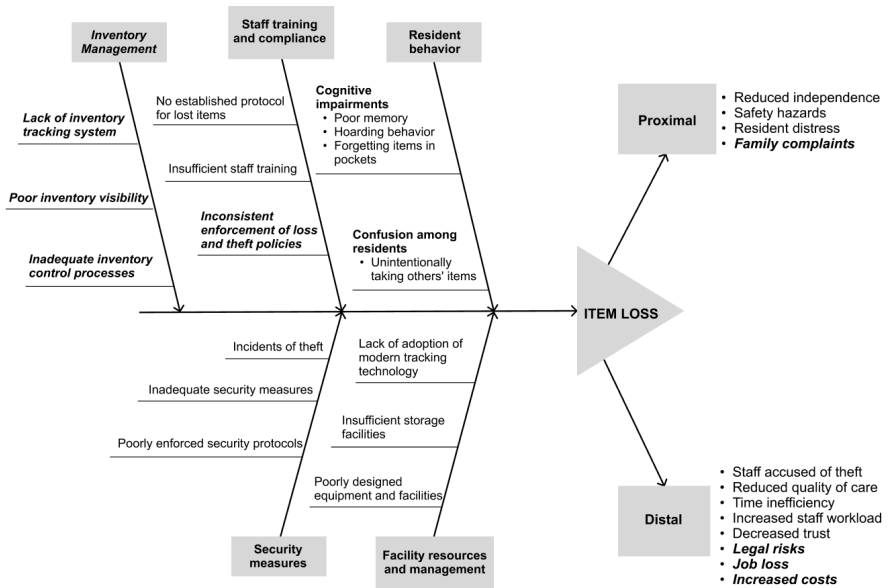 Inventory
Management
Staff training
and compliance
Resident
behavior
Lack of inventory
tracking system
Poor inventory visibility
Inadequate inventory
control processes
No established protocol
for lost items
Insufficient staff training
Inconsistent
enforcement of loss
and theft policies
Cognitive
impairments
• Poor memory
• Hoarding behavior
• Forgetting items in
pockets
Confusion among
residents
• Unintentionally
taking others' items
Incidents of theft
Inadequate security measures
Poorly enforced security protocols
Security
measures
Lack of adoption of
modern tracking
technology
Insufficient storage
facilities
Poorly designed
equipment and facilities
Facility resources
and management
ITEM LOSS
Proximal
• Reduced independence
• Safety hazards
• Resident distress
• Family complaints
Distal
• Staff accused of theft
• Reduced quality of care
• Time inefficiency
• Increased staff workload
• Decreased trust
• Legal risks
• Job loss
• Increased costs